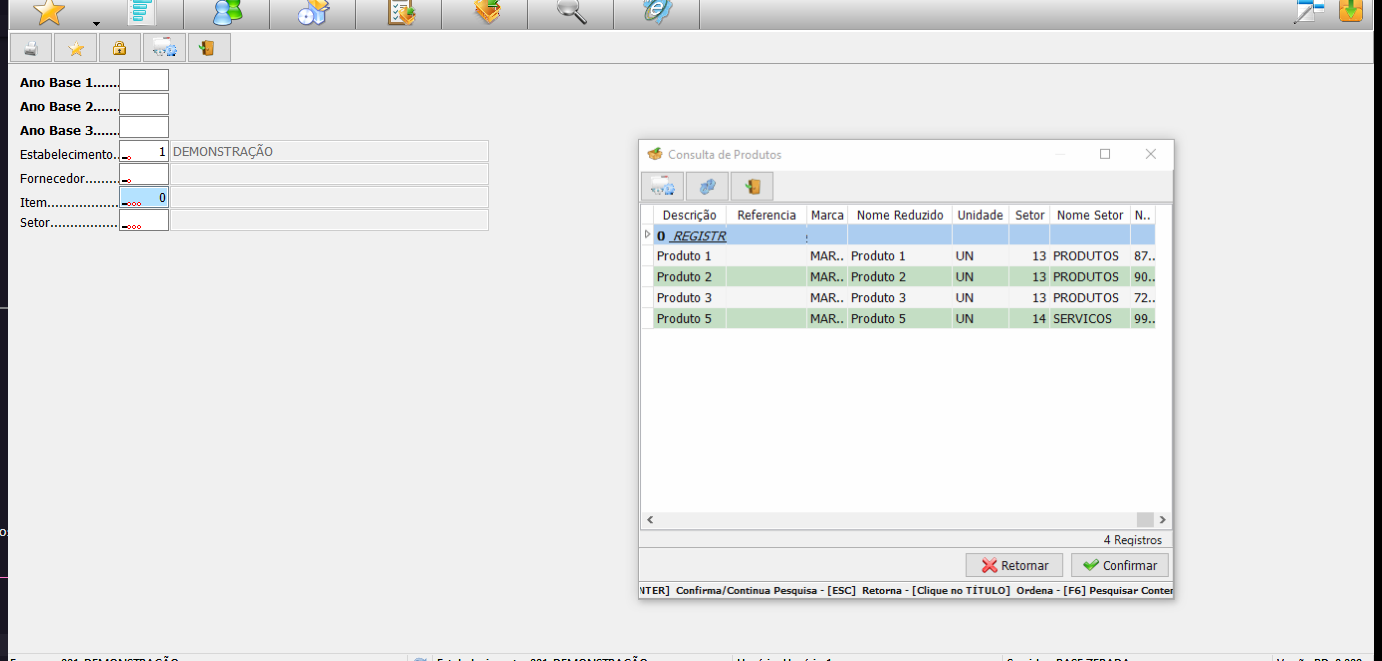 Ano Base 1......
Ano Base 2......
Ano Base 3......
Estabelecimento.. 1 DEMONSTRAÇÃO
Fornecedor........
Item.................. 0
Setor.................
Consulta de Produtos
Descrição Referencia Marca Nome Reduzido Unidade Setor Nome Setor N..
0 REGISTR
Produto 1 MAR.. Produto 1 UN 13 PRODUTOS 87..
Produto 2 MAR.. Produto 2 UN 13 PRODUTOS 90..
Produto 3 MAR.. Produto 3 UN 13 PRODUTOS 72..
Produto 5 MAR.. Produto 5 UN 14 SERVICOS 99..
4 Registros
Retornar Confirmar
NTER] Confirma/Continua Pesquisa - [ESC] Retorna - [Clique no TÍTULO] Ordena - [F6] Pesquisar Conter